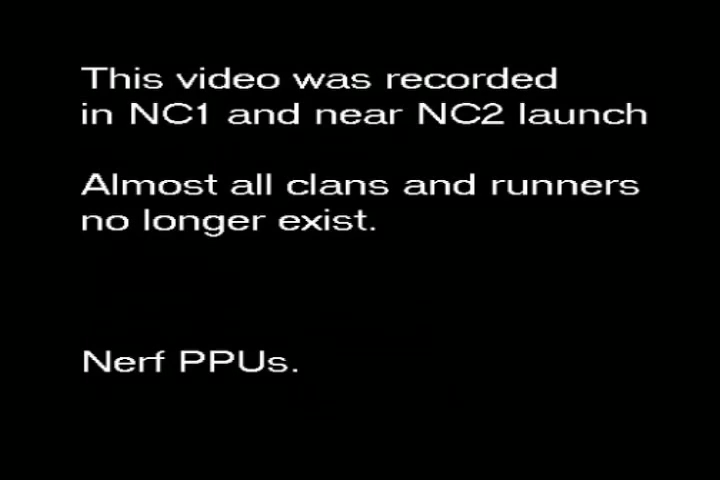 This video was recorded
in NC1 and near NC2 launch
Almost all clans and runners
no longer exist.
Nerf PPUs.